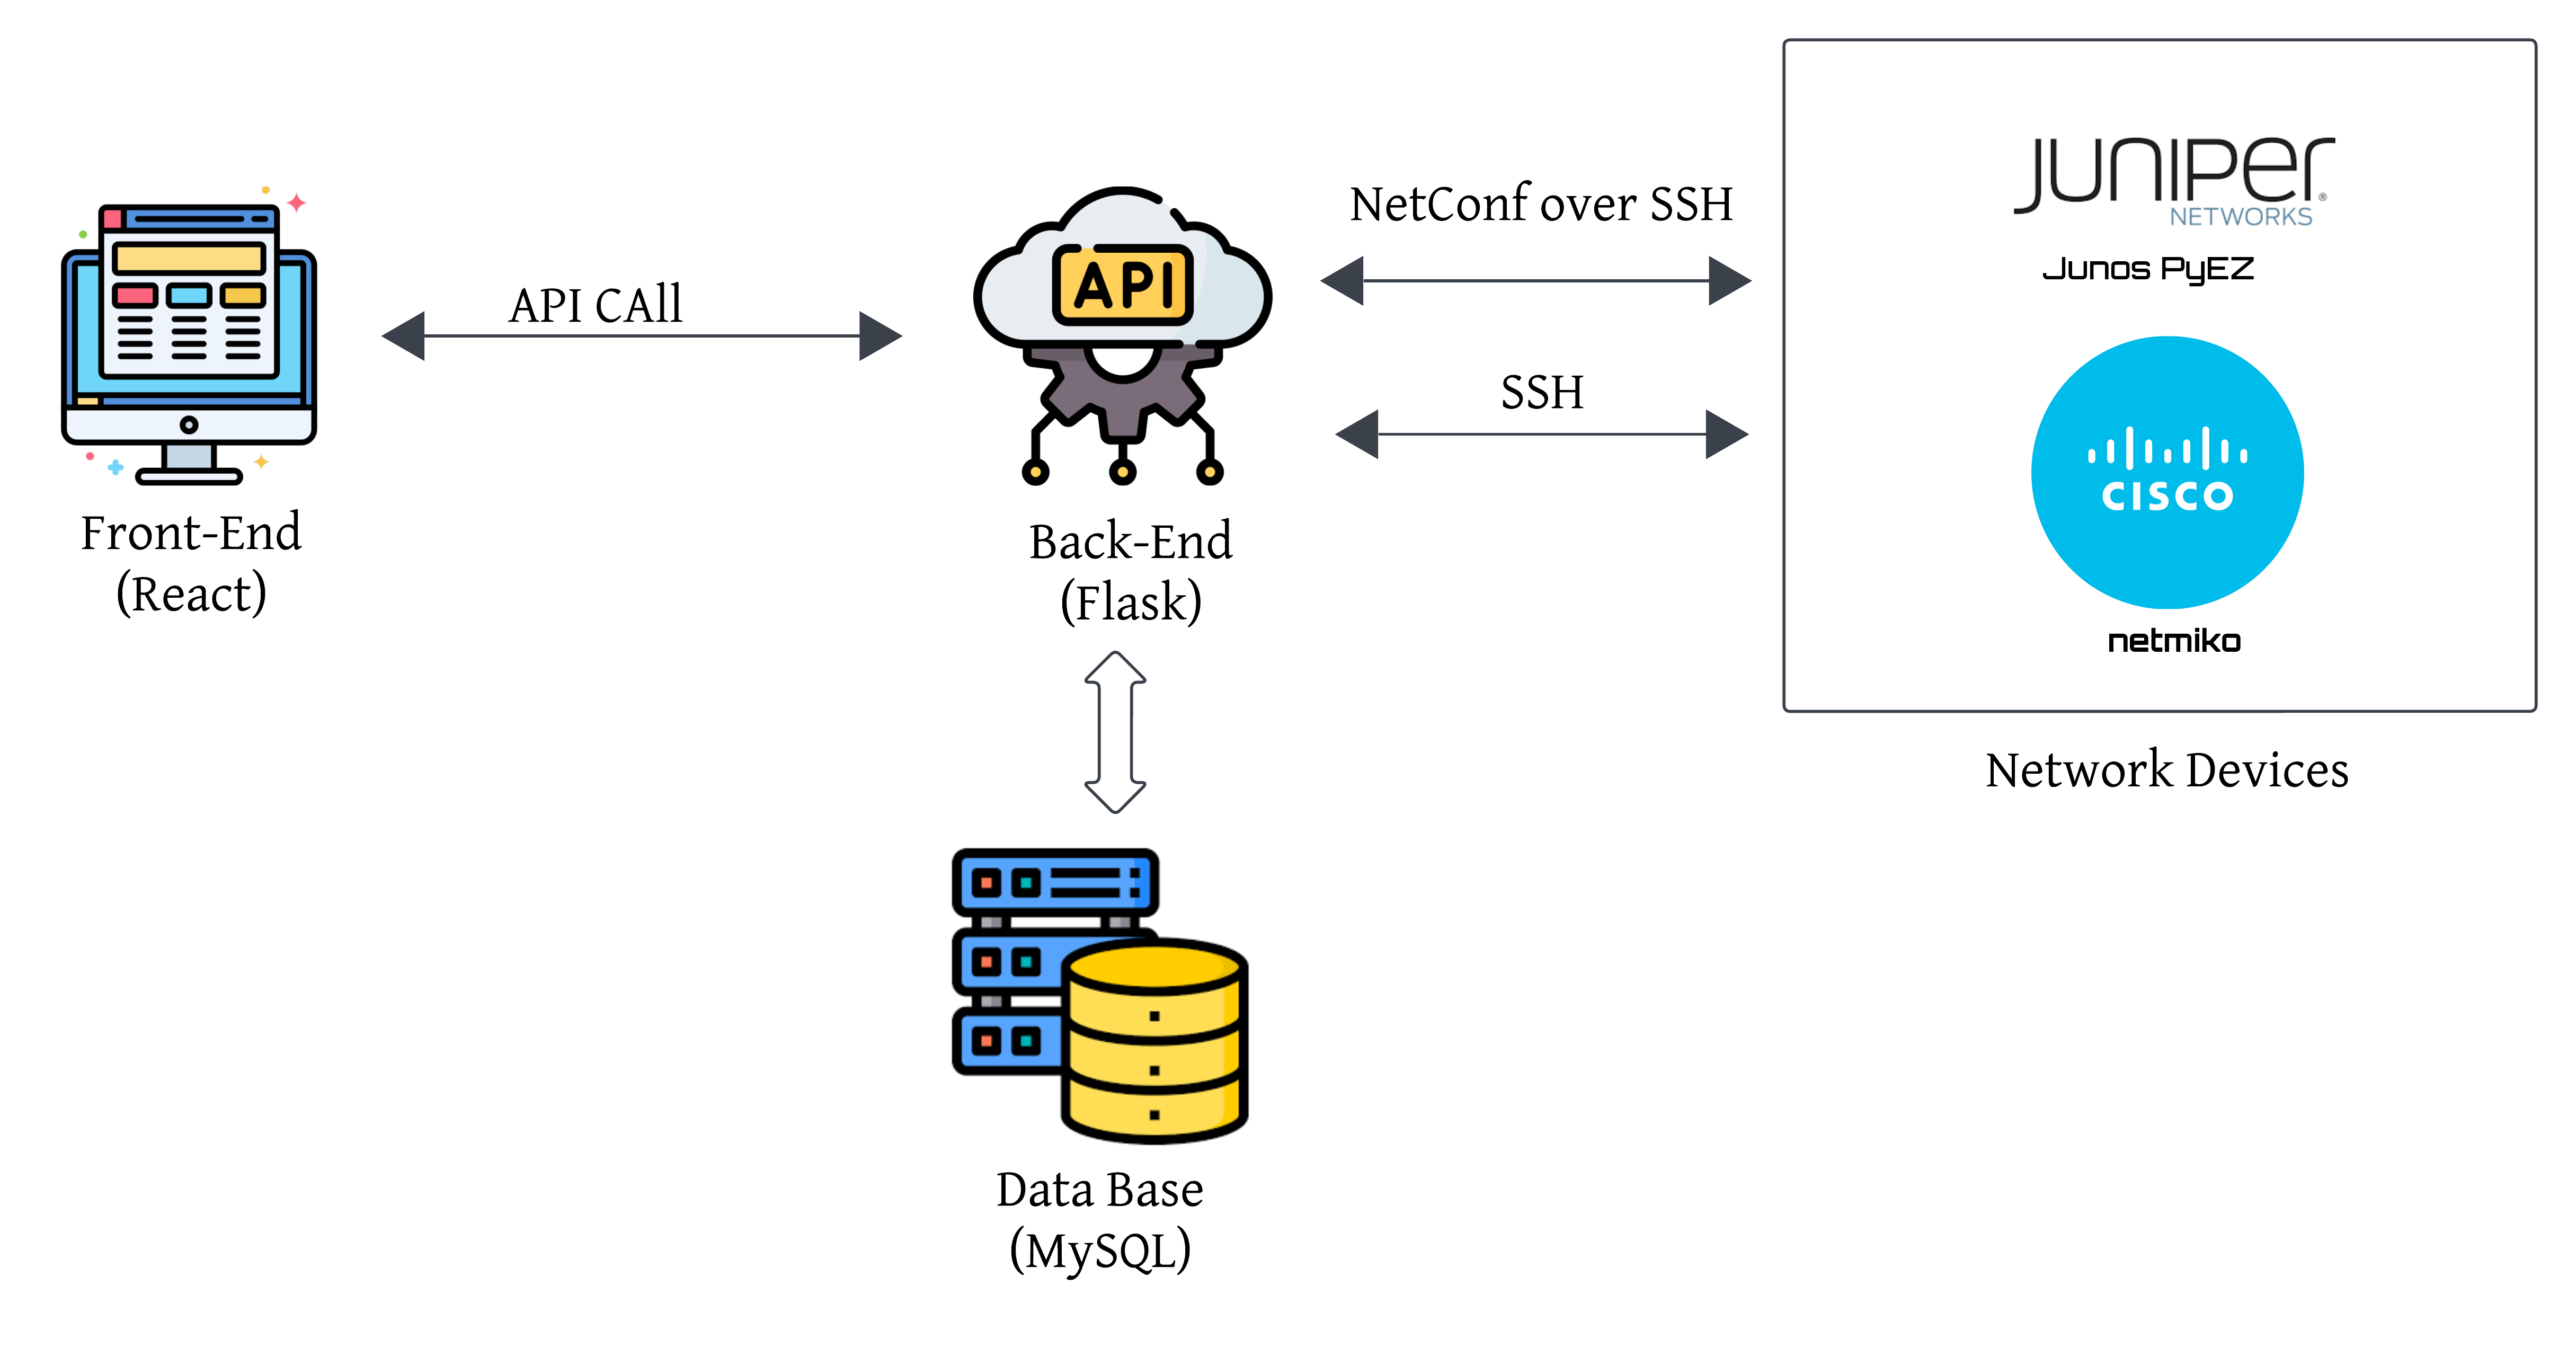 Front-End
(React)
API CAll
API
Back-End
(Flask)
NetConf over SSH
SSH
JUNIPEr®
NETWORKS
Junos PyEZ
CISCO
netmiko
Network Devices
Data Base
(MySQL)